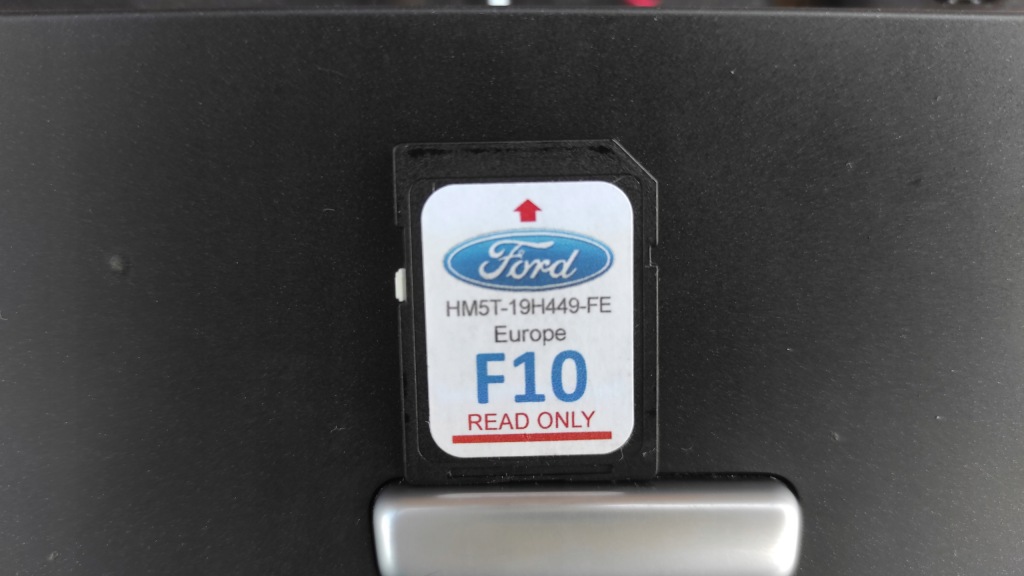 Ford
HM5T-19H449-FE
Europe
F10
READ ONLY